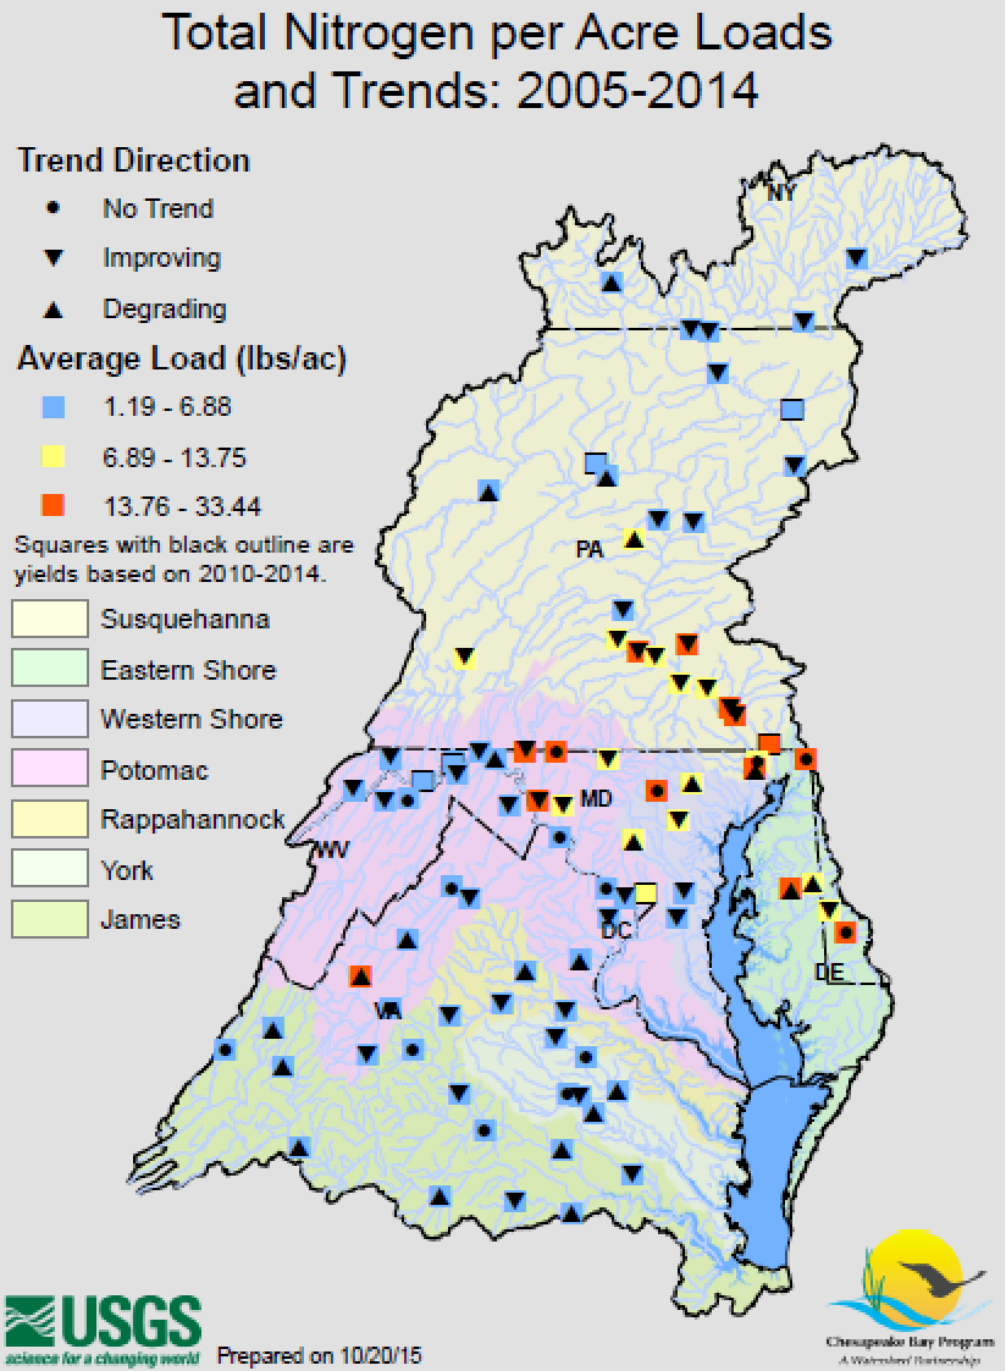 Total Nitrogen per Acre Loads
and Trends: 2005-2014
Trend Direction
No Trend
Improving
Degrading
Average Load (lbs/ac)
1.19 - 6.88
6.89 - 13.75
13.76 - 33.44
Squares with black outline are
yields based on 2010-2014.
Susquehanna
Eastern Shore
Western Shore
Potomac
Rappahannock
York
James
NY
PA
MD
WV
DC
DE
VA
USGS
science for a changing world
Prepared on 10/20/15
Chesapeake Bay Program
A Watershed Partnership